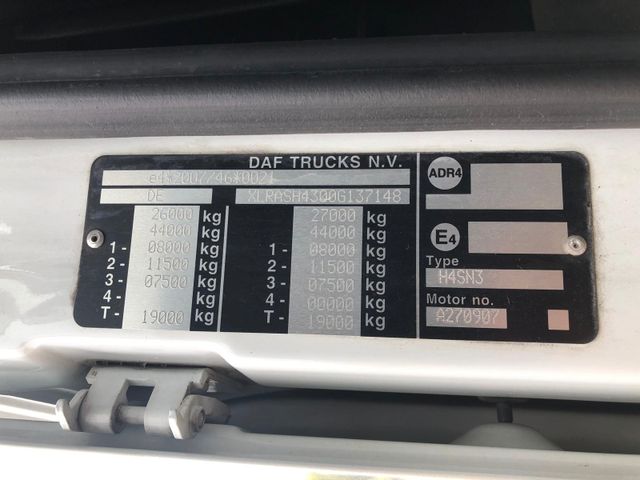 DAF TRUCKS N.V.
e4*2007/46*0021
DE XLRASH4300G137148
26000 kg 27000 kg
44000 kg 44000 kg
1- 08000 kg 1- 08000 kg
2- 11500 kg 2- 11500 kg
3- 07500 kg 3- 07500 kg
4- kg 4- 00000 kg
T- 19000 kg T- 19000 kg
ADR4
E4
Type
H4SN3
Motor no.
A270907